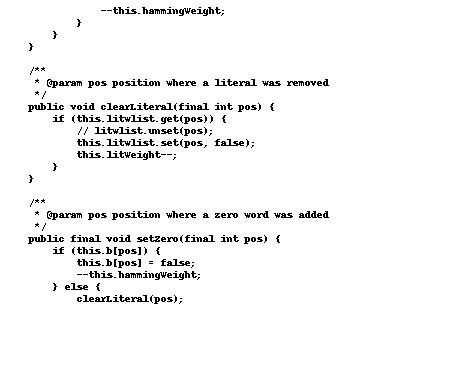 --this.hammingWeight;
        }
    }
}

/**
 * @param pos position where a literal was removed
 */
public void clearLiteral(final int pos) {
    if (this.litwlist.get(pos)) {
        // litwlist.unset(pos);
        this.litwlist.set(pos, false);
        this.litWeight--;
    }
}

/**
 * @param pos position where a zero word was added
 */
public final void setZero(final int pos) {
    if (this.b[pos]) {
        this.b[pos] = false;
        --this.hammingWeight;
    } else {
        clearLiteral(pos);